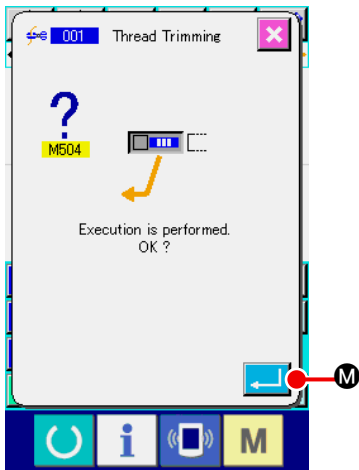 001 Thread Trimming
?
M504
Execution is performed.
OK ?
M
i M